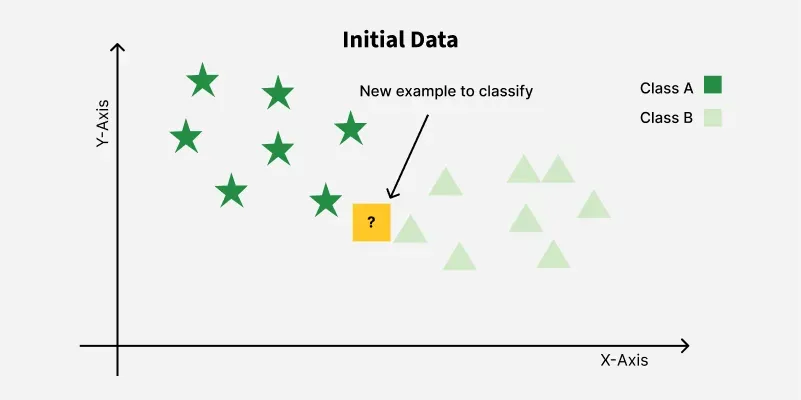 Initial Data
New example to classify
Class A
Class B
Y-Axis
?
X-Axis